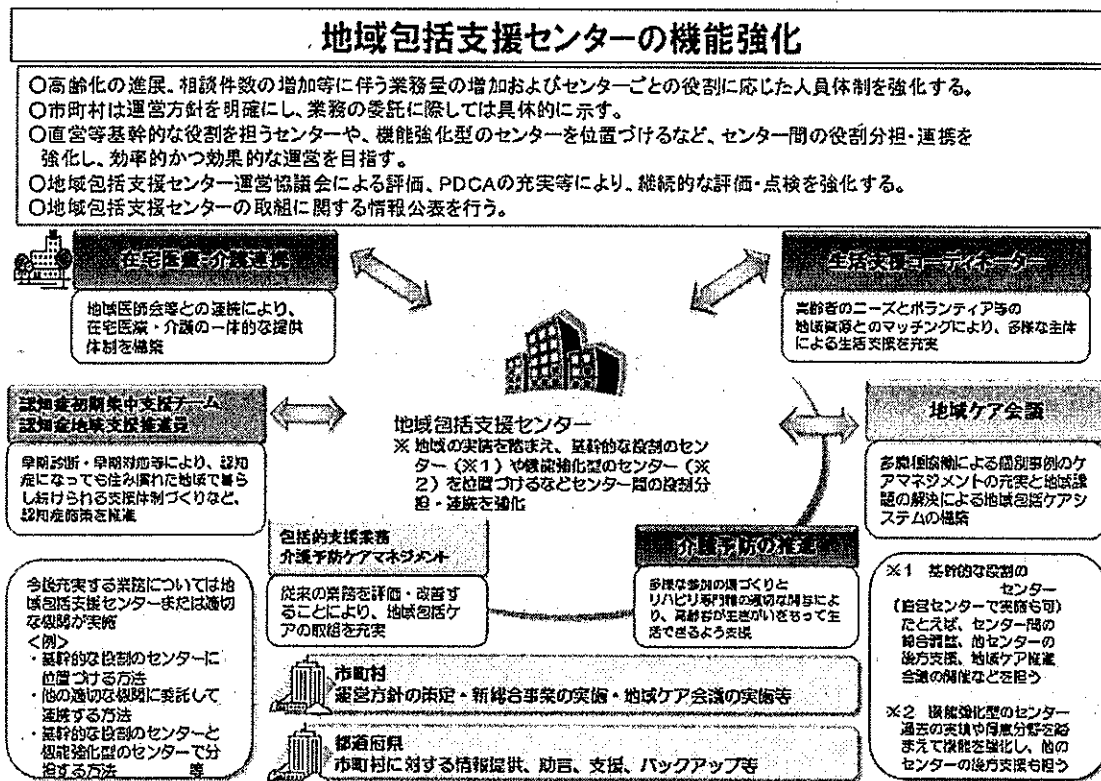 地域包括支援センターの機能強化
○高齢化の進展、相談件数の増加等に伴う業務量の増加およびセンターごとの役割に応じた人員体制を強化する。
○市町村は運営方針を明確にし、業務の委託に際しては具体的に示す。
○直営等基幹的な役割を担うセンターや、機能強化型のセンターを位置づけるなど、センター間の役割分担・連携を
強化し、効率的かつ効果的な運営を目指す。
○地域包括支援センター運営協議会による評価、PDCAの充実等により、継続的な評価・点検を強化する。
○地域包括支援センターの取組に関する情報公表を行う。
在宅医療・介護連携
地域医師会等との連携により、
在宅医療・介護の一体的な提供
体制を構築
生活支援コーディネーター
高齢者のニーズとボランティア等の
地域資源とのマッチングにより、多様な主体
による生活支援を充実
認知症初期集中支援チーム
認知症地域支援推進員
早期診断・早期対応等により、認知
症になっても住み慣れた地域で暮ら
し続けられる支援体制づくりなど、
認知症施策を推進
地域包括支援センター
※ 地域の実情を踏まえ、基幹的な役割のセン
ター（※1）や機能強化型のセンター（※
2）を位置づけるなどセンター間の役割分
担・連携を強化
地域ケア会議
多職種協働による個別事例のケ
アマネジメントの充実と地域課
題の解決による地域包括ケアシ
ステムの構築
包括的支援業務
介護予防ケアマネジメント
従来の業務を評価・改善す
ることにより、地域包括ケ
アの取組を充実
介護予防の推進
多様な参加の場づくりと
リハビリ専門職の適切な関与によ
り、高齢者が生きがいをもって生
活できるよう支援
今後充実する業務については地
域包括支援センターまたは適切
な機関が実施
<例>
・基幹的な役割のセンターに
位置づける方法
・他の適切な機関に委託して
連携する方法
・基幹的な役割のセンターと
機能強化型のセンターで分
担する方法 等
市町村
運営方針の策定・新総合事業の実施・地域ケア会議の実施等
都道府県
市町村に対する情報提供、助言、支援、バックアップ等
※1 基幹的な役割の
センター
（直営センターで実施も可）
たとえば、センター間の
総合調整、他センターの
後方支援、地域ケア推進
会議の開催などを担う
※2 機能強化型のセンター
過去の実績や得意分野を踏
まえて機能を強化し、他の
センターの後方支援も担う